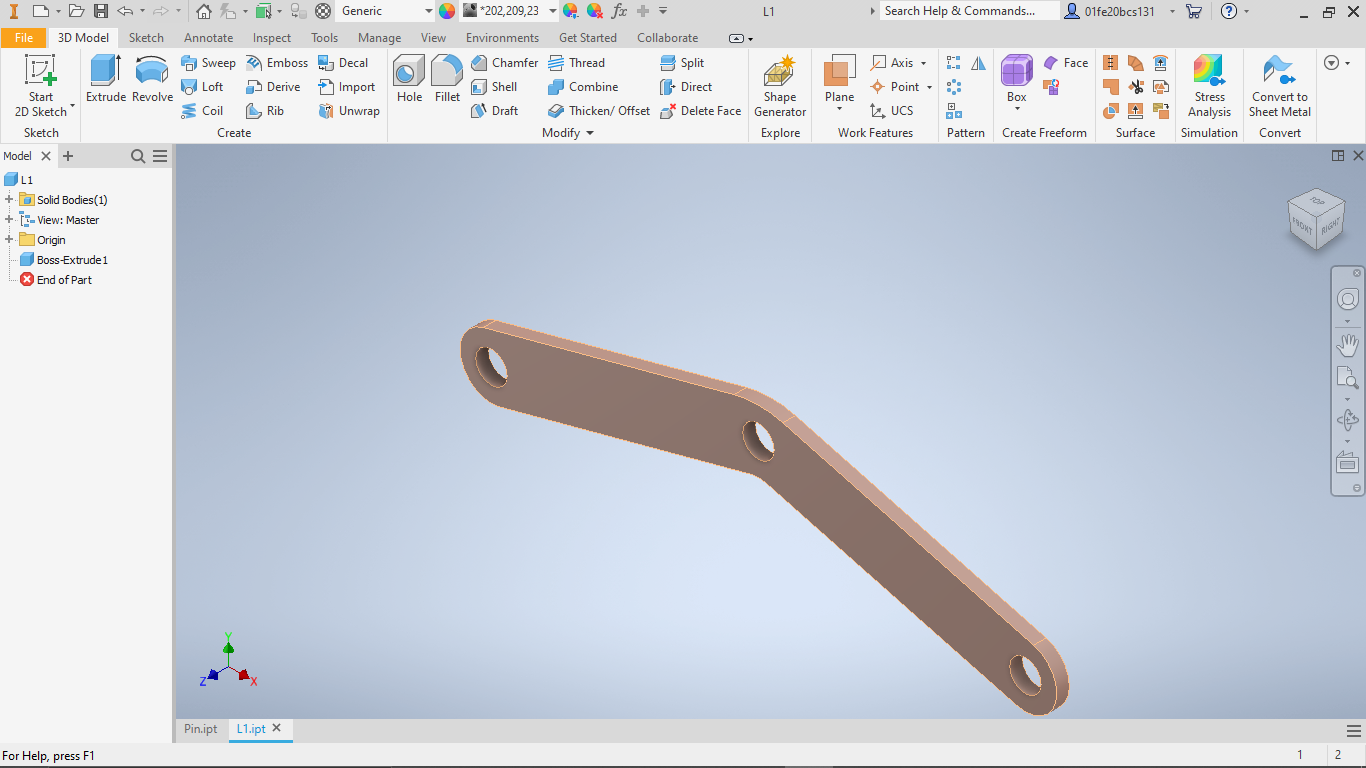 Generic *202,209,23 fx L1 Search Help & Commands... 01fe20bcs131
File 3D Model Sketch Annotate Inspect Tools Manage View Environments Get Started Collaborate
Start
2D Sketch
Sketch
Extrude Revolve
Sweep Emboss Decal
Loft Derive Import
Coil Rib Unwrap
Create
Hole Fillet
Chamfer Thread Split
Shell Combine Direct
Draft Thicken/ Offset Delete Face
Modify
Shape
Generator
Explore
Plane
Axis
Point
UCS
Work Features
Pattern
Box
Face
Create Freeform
Surface
Stress
Analysis
Simulation
Convert to
Sheet Metal
Convert
Model
L1
Solid Bodies(1)
View: Master
Origin
Boss-Extrude1
End of Part
TOP
FRONT RIGHT
Y
Z X
Pin.ipt L1.ipt
For Help, press F1 1 2